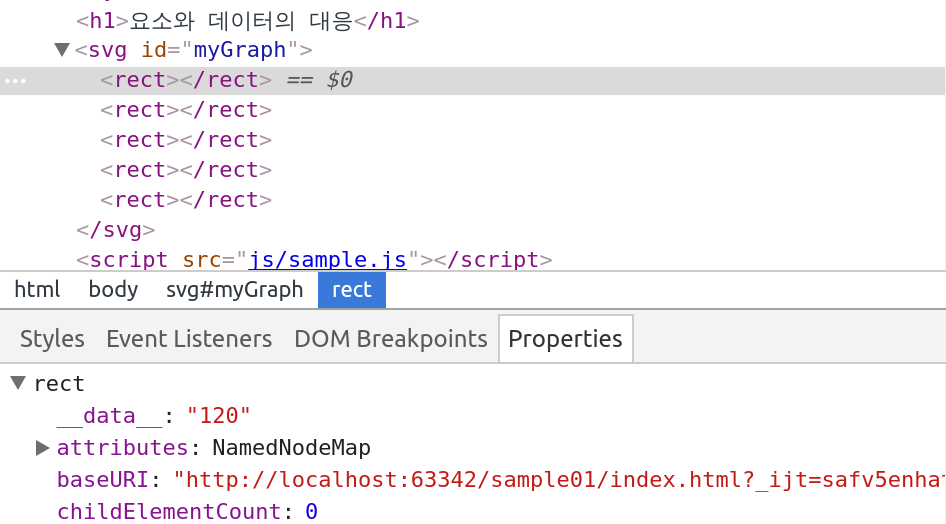 <h1>요소와 데이터의 대응</h1>
▼<svg id="myGraph">
<rect></rect> == $0
<rect></rect>
<rect></rect>
<rect></rect>
<rect></rect>
</svg>
<script src="js/sample.js"></script>
html body svg#myGraph rect
Styles Event Listeners DOM Breakpoints Properties
▼rect
__data__: "120"
▶attributes: NamedNodeMap
baseURI: "http://localhost:63342/sample01/index.html?_ijt=safv5enhat
childElementCount: 0